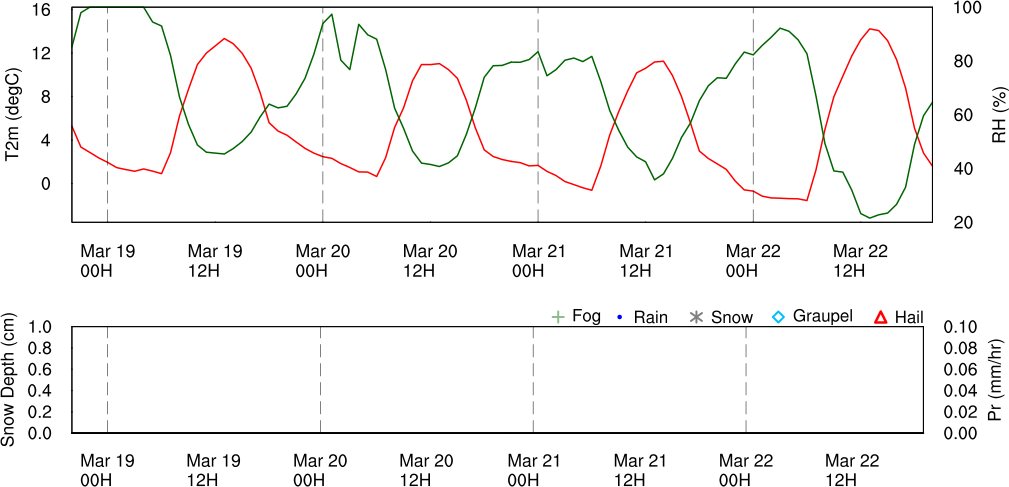 16
12
8
4
0
T2m (degC)
100
80
60
40
20
RH (%)
Mar 19 Mar 19 Mar 20 Mar 20 Mar 21 Mar 21 Mar 22 Mar 22
00H 12H 00H 12H 00H 12H 00H 12H
Fog Rain Snow Graupel Hail
1.0
0.8
0.6
0.4
0.2
0.0
Snow Depth (cm)
0.10
0.08
0.06
0.04
0.02
0.00
Pr (mm/hr)
Mar 19 Mar 19 Mar 20 Mar 20 Mar 21 Mar 21 Mar 22 Mar 22
00H 12H 00H 12H 00H 12H 00H 12H